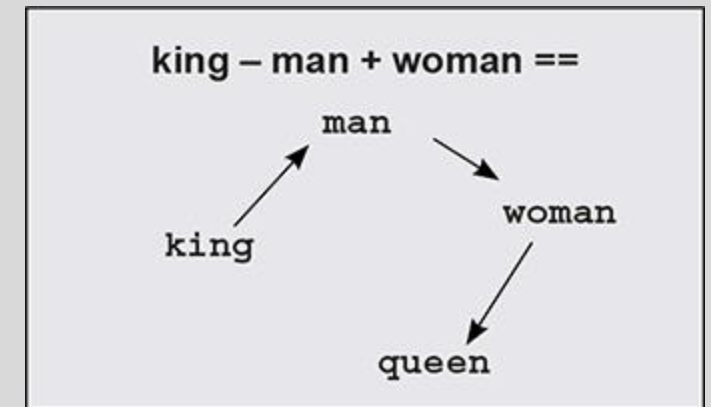 king – man + woman ==
man
woman
king
queen